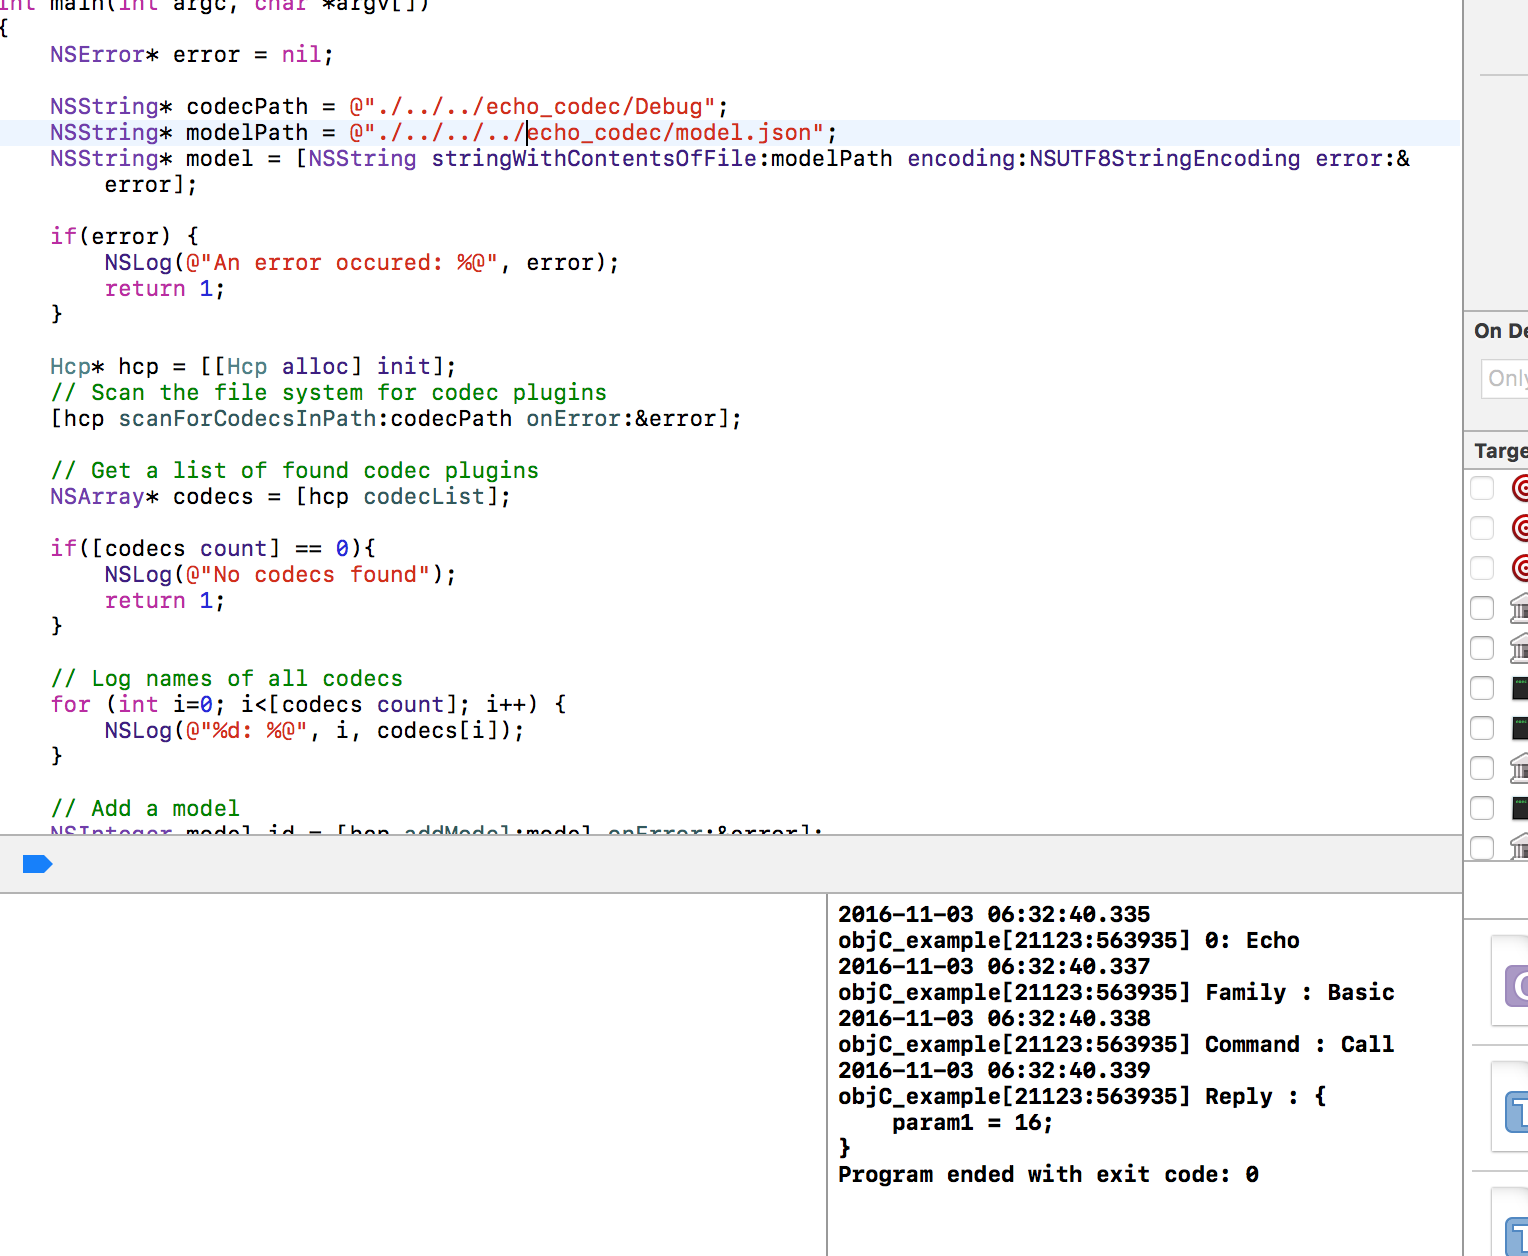 int main(int argc, char *argv[])
{
NSError* error = nil;
NSString* codecPath = @"./../../echo_codec/Debug";
NSString* modelPath = @"./../../../echo_codec/model.json";
NSString* model = [NSString stringWithContentsOfFile:modelPath encoding:NSUTF8StringEncoding error:&
error];
if(error) {
NSLog(@"An error occured: %@", error);
return 1;
}
Hcp* hcp = [[Hcp alloc] init];
// Scan the file system for codec plugins
[hcp scanForCodecsInPath:codecPath onError:&error];
// Get a list of found codec plugins
NSArray* codecs = [hcp codecList];
if([codecs count] == 0){
NSLog(@"No codecs found");
return 1;
}
// Log names of all codecs
for (int i=0; i<[codecs count]; i++) {
NSLog(@"%d: %@", i, codecs[i]);
}
// Add a model
NSInteger model_id = [hcp addModel:model onError:&error];
On De
Only
Targe
2016-11-03 06:32:40.335
objC_example[21123:563935] 0: Echo
2016-11-03 06:32:40.337
objC_example[21123:563935] Family : Basic
2016-11-03 06:32:40.338
objC_example[21123:563935] Command : Call
2016-11-03 06:32:40.339
objC_example[21123:563935] Reply : {
param1 = 16;
}
Program ended with exit code: 0